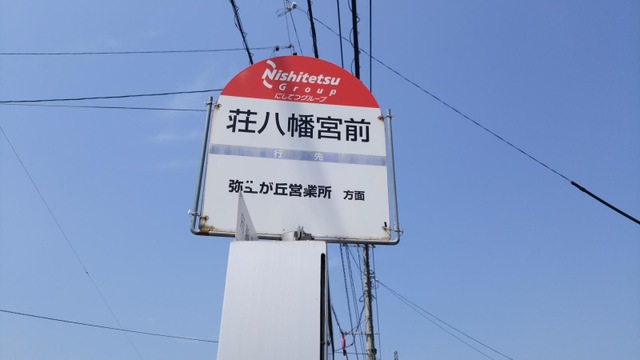 Nishitetsu
Group
にしてつグループ
荘八幡宮前
行先
弥生が丘営業所 方面